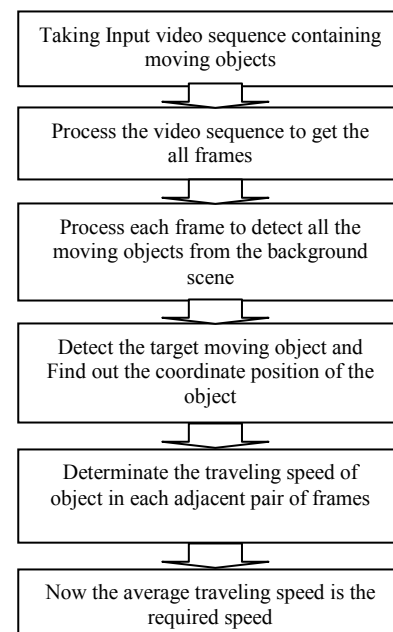 Taking Input video sequence containing
moving objects
Process the video sequence to get the
all frames
Process each frame to detect all the
moving objects from the background
scene
Detect the target moving object and
Find out the coordinate position of the
object
Determinate the traveling speed of
object in each adjacent pair of frames
Now the average traveling speed is the
required speed